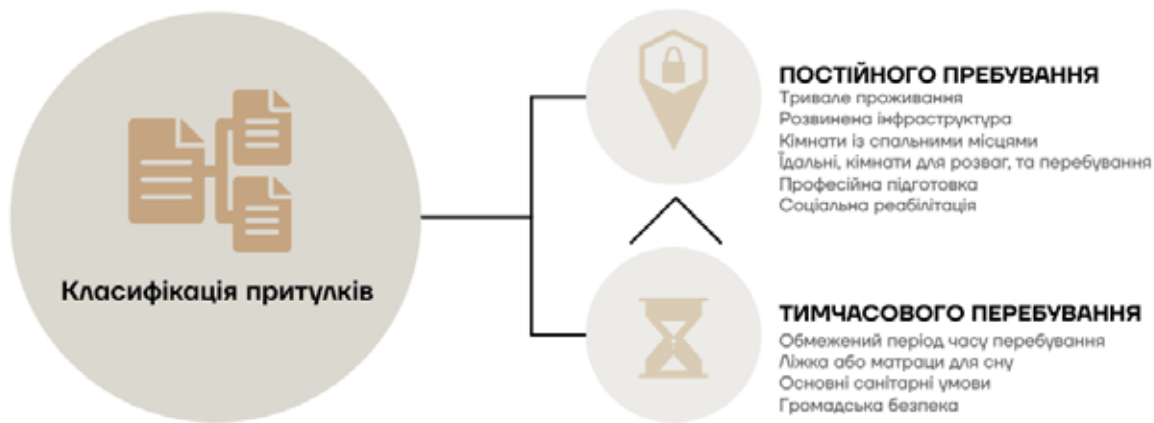 Класифікація притулків
ПОСТІЙНОГО ПРЕБУВАННЯ
Тривале проживання
Розвинена інфраструктура
Кімнати із спальними місцями
Їдальні, кімнати для розваг, та перебування
Професійна підготовка
Соціальна реабілітація
ТИМЧАСОВОГО ПЕРЕБУВАННЯ
Обмежений період часу перебування
Ліжка або матраци для сну
Основні санітарні умови
Громадська безпека